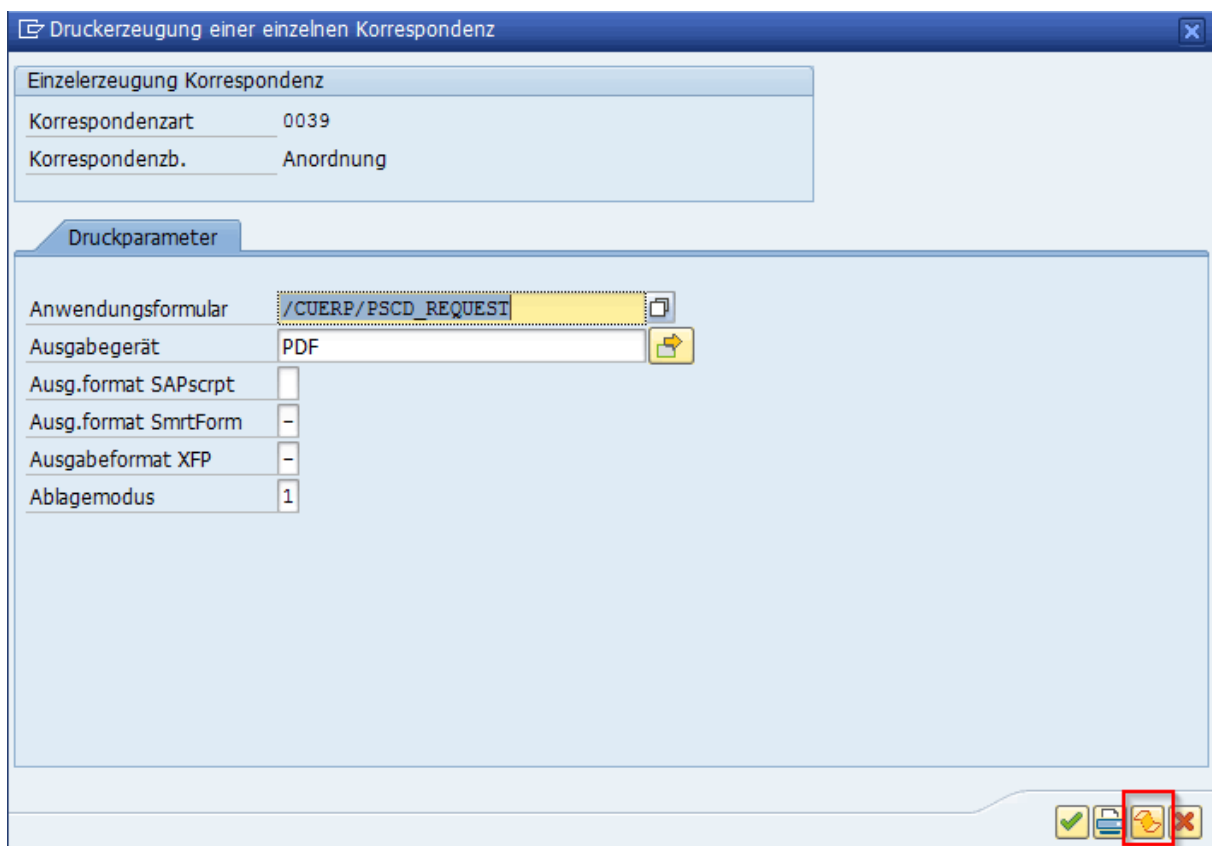 Druckerzeugung einer einzelnen Korrespondenz
Einzelerzeugung Korrespondenz
Korrespondenzart 0039
Korrespondenzb. Anordnung
Druckparameter
Anwendungsformular /CUERP/PSCD_REQUEST
Ausgabegerät PDF
Ausg.format SAPscrpt
Ausg.format SmrtForm –
Ausgabeformat XFP –
Ablagemodus 1